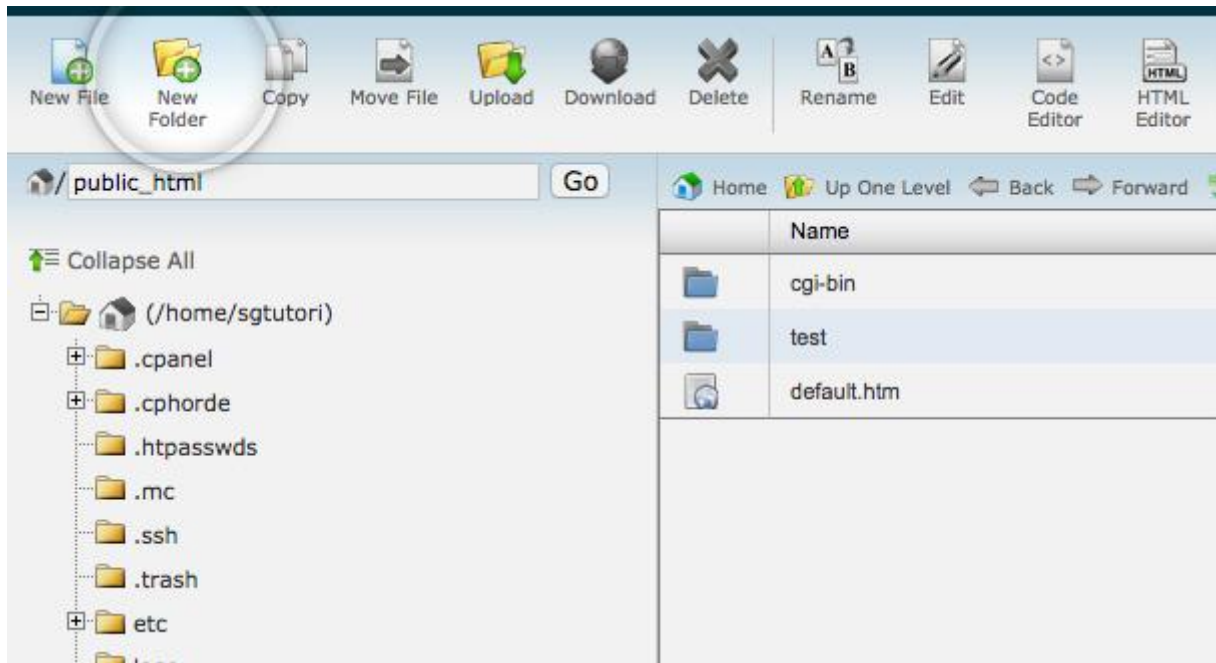 New File
New
Folder
Copy
Move File
Upload
Download
Delete
A
B
Rename
Edit
<>
Code
Editor
HTML
HTML
Editor
/ public_html
Go
Collapse All
(/home/sgtutori)
.cpanel
.cphorde
.htpasswds
.mc
.ssh
.trash
etc
Home
Up One Level
Back
Forward
Name
cgi-bin
test
default.htm